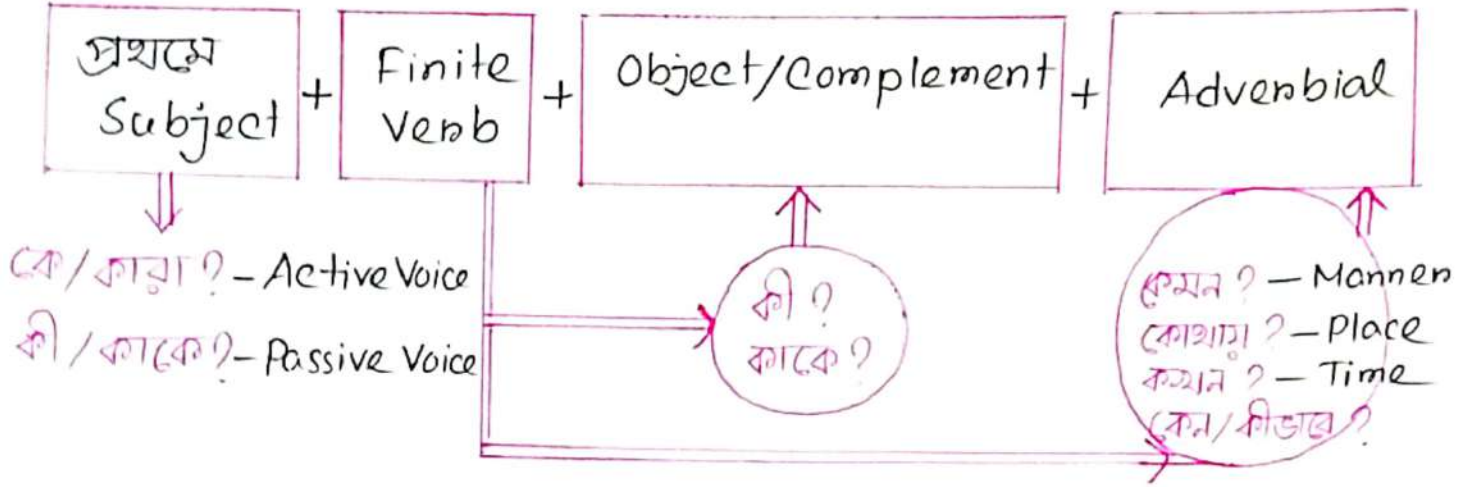 প্রথমে
Subject
+
Finite
Verb
+
Object/Complement
+
Adverbial
কে/কারা? – Active Voice
কী/কাকে? – Passive Voice
কী?
কাকে?
কেমন? – Manner
কোথায়? – Place
কখন? – Time
কেন/কীভাবে?